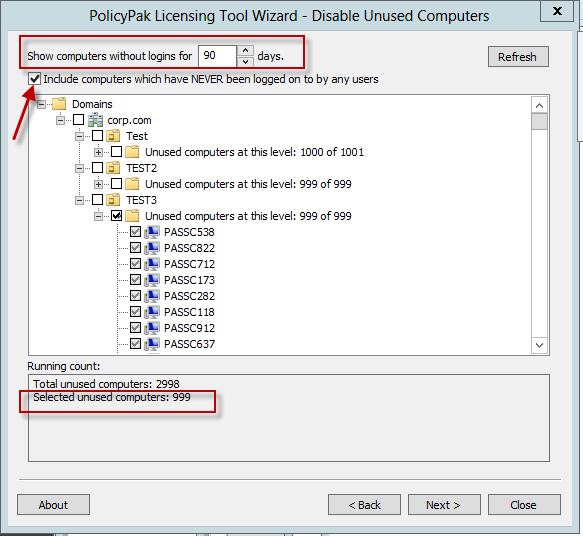 PolicyPak Licensing Tool Wizard - Disable Unused Computers
x
Show computers without logins for 90 days.
Refresh
Include computers which have NEVER been logged on to by any users
Domains
corp.com
Test
Unused computers at this level: 1000 of 1001
TEST2
Unused computers at this level: 999 of 999
TEST3
Unused computers at this level: 999 of 999
PASSC538
PASSC822
PASSC712
PASSC173
PASSC282
PASSC118
PASSC912
PASSC637
Running count:
Total unused computers: 2998
Selected unused computers: 999
About
< Back
Next >
Close